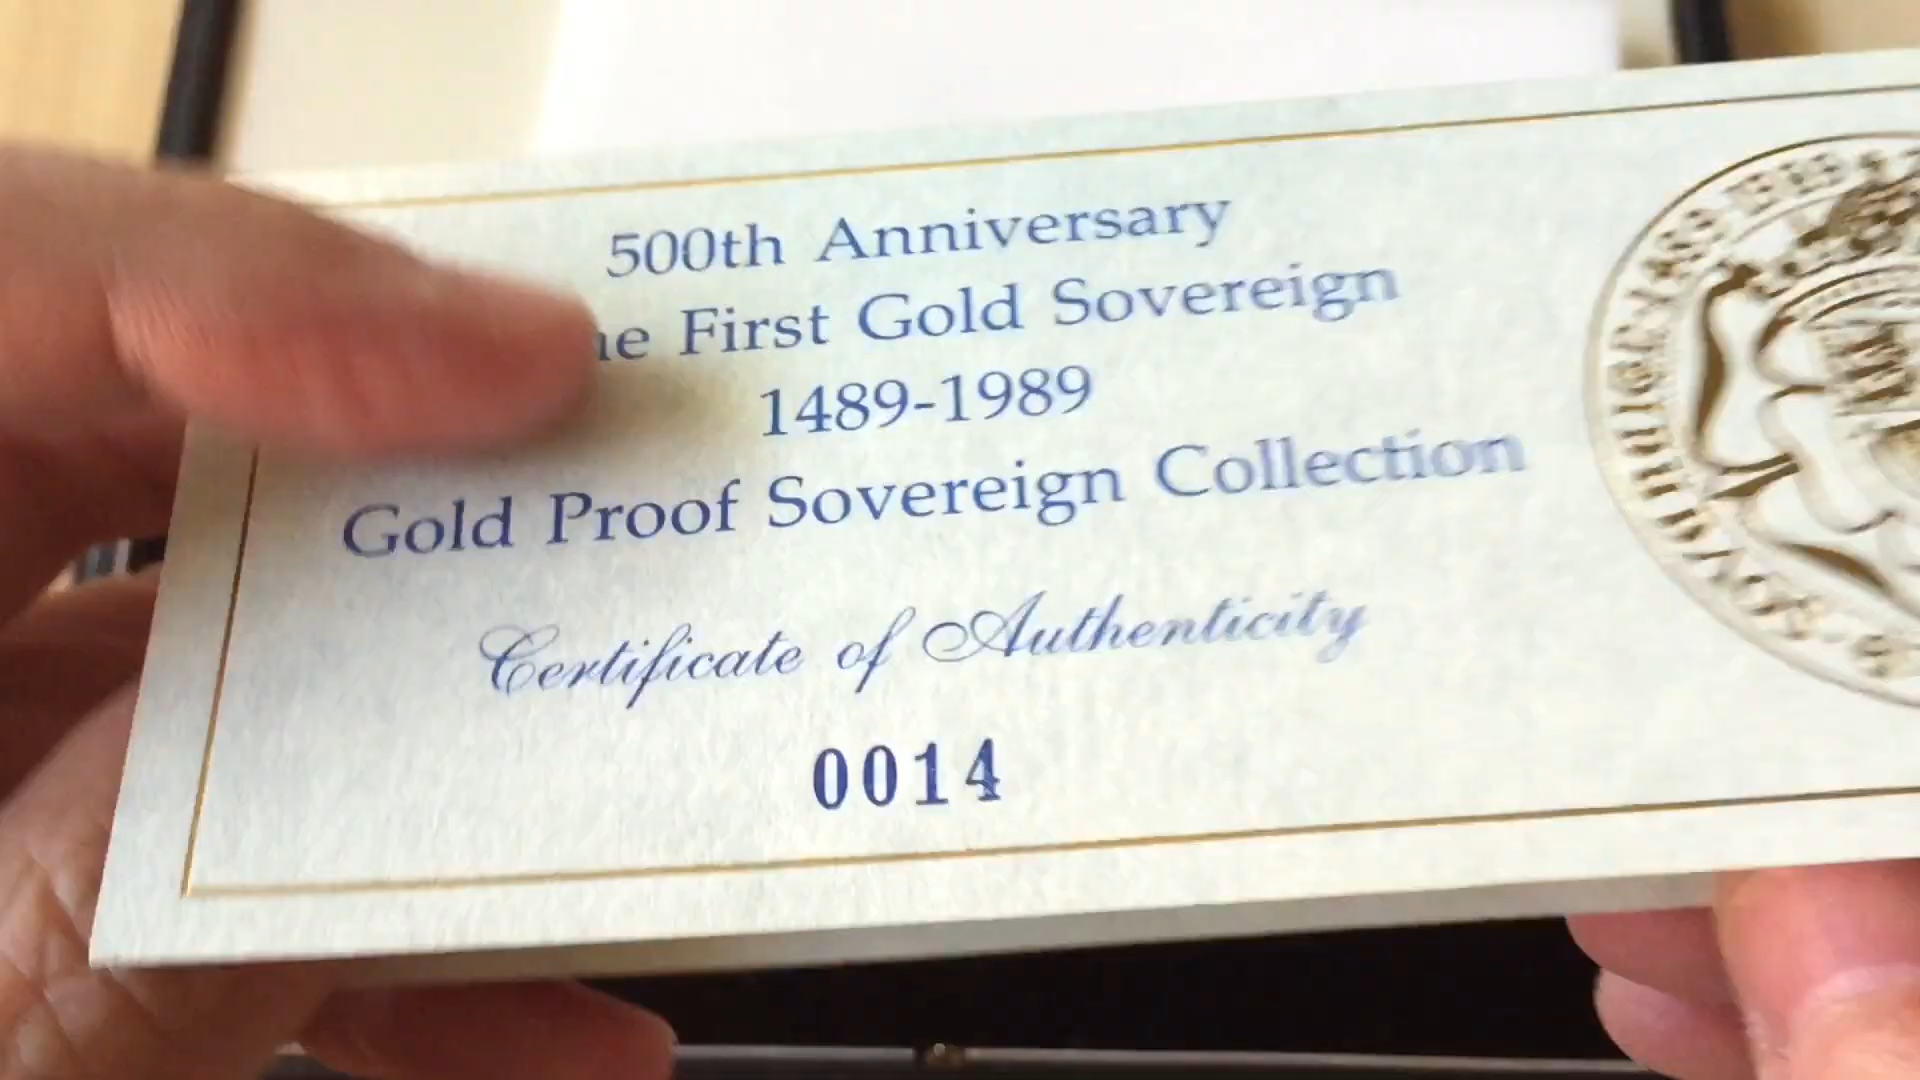 500th Anniversary
First Gold Sovereign
1489-1989
Gold Proof Sovereign Collection
Certificate of Authenticity
0014